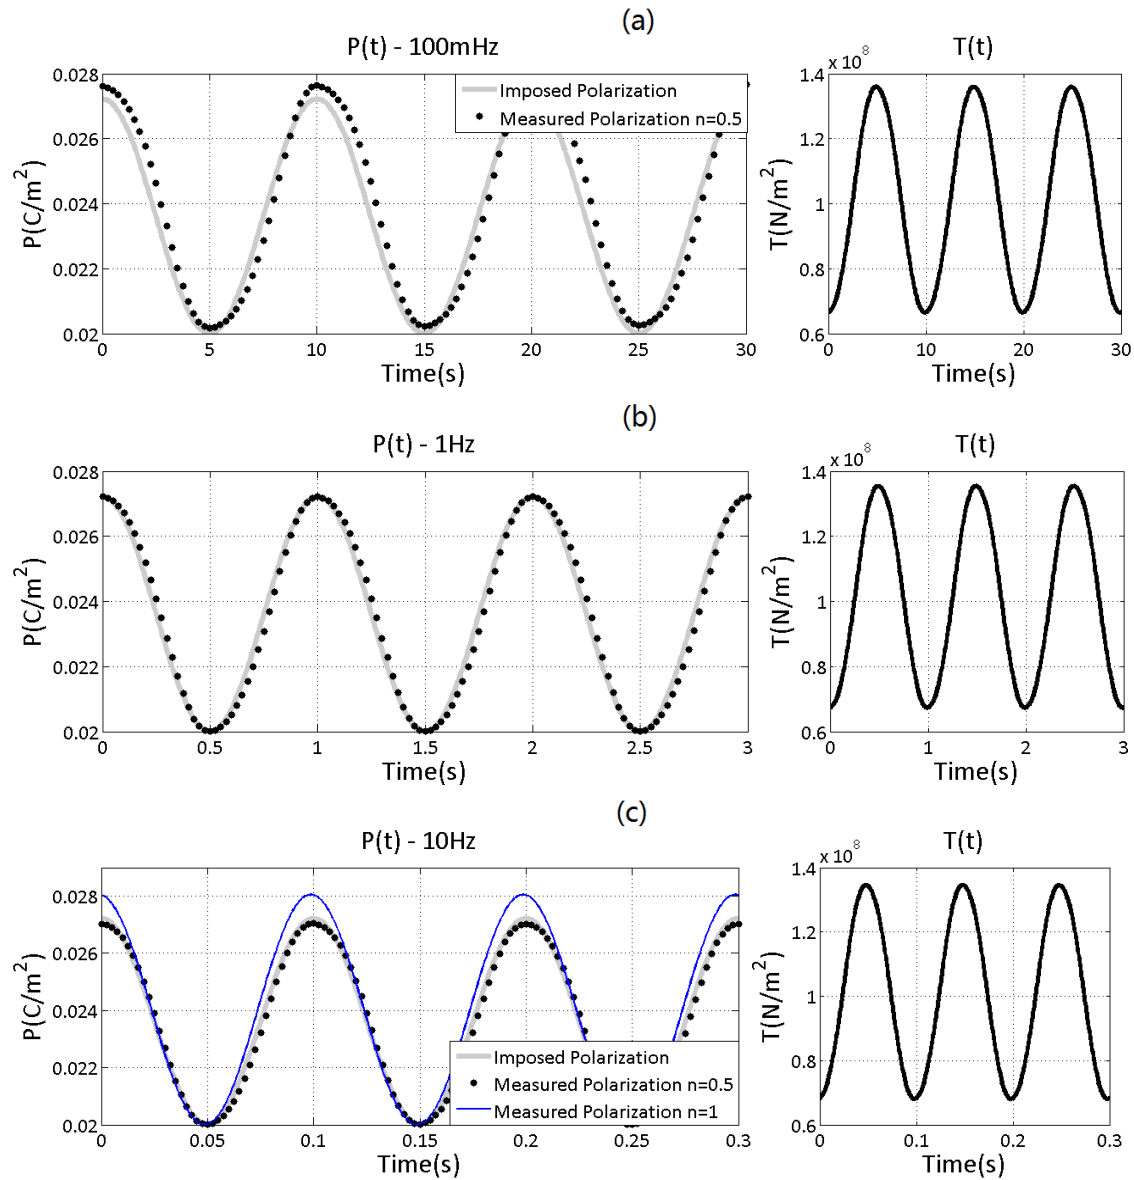 (a)
P(t) - 100mHz
T(t)
x 10^8
P(C/m^2)
0.028
0.026
0.024
0.022
0.02
Imposed Polarization
Measured Polarization n=0.5
0 5 10 15 20 25 30
Time(s)
T(N/m^2)
1.4
1.2
1
0.8
0.6
0 10 20 30
Time(s)
(b)
P(t) - 1Hz
T(t)
x 10^8
P(C/m^2)
0.028
0.026
0.024
0.022
0.02
0 0.5 1 1.5 2 2.5 3
Time(s)
T(N/m^2)
1.4
1.2
1
0.8
0.6
0 1 2 3
Time(s)
(c)
P(t) - 10Hz
T(t)
x 10^8
P(C/m^2)
0.028
0.026
0.024
0.022
0.02
Imposed Polarization
Measured Polarization n=0.5
Measured Polarization n=1
0 0.05 0.1 0.15 0.2 0.25 0.3
Time(s)
T(N/m^2)
1.4
1.2
1
0.8
0.6
0 0.1 0.2 0.3
Time(s)